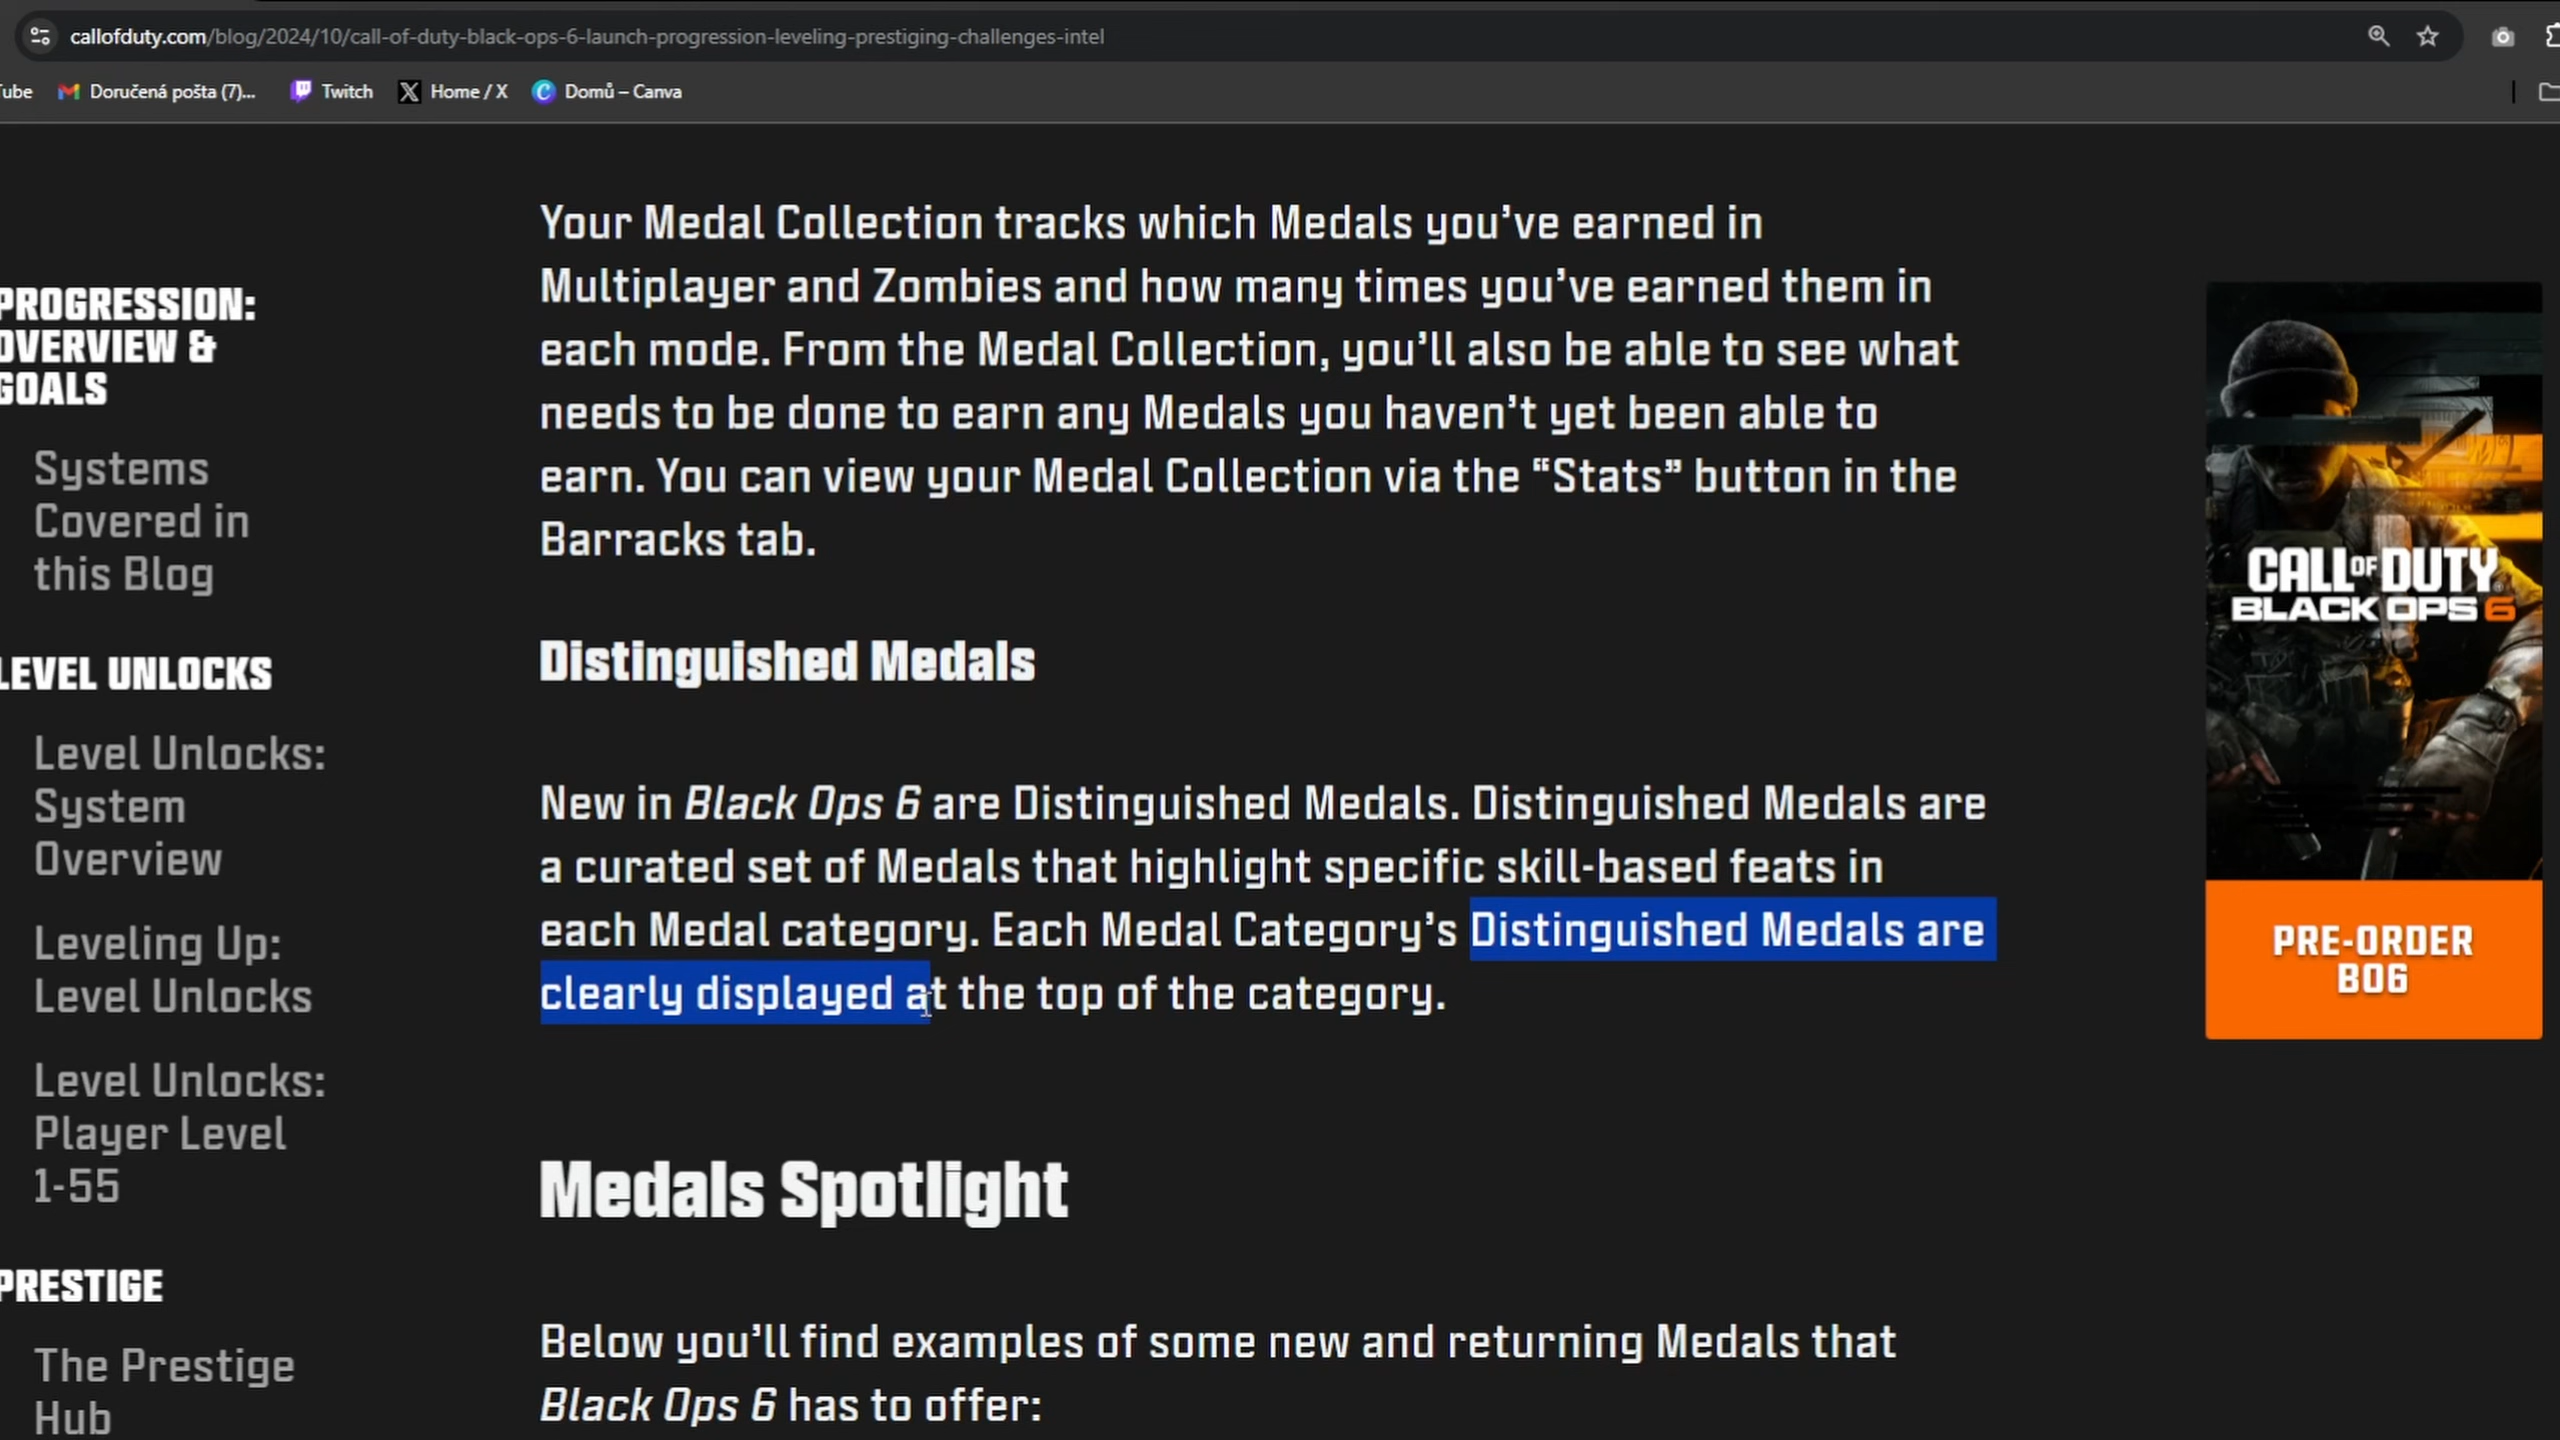 callofduty.com/blog/2024/10/call-of-duty-black-ops-6-launch-progression-leveling-prestiging-challenges-intel
Tube
Doručená pošta (7)...
Twitch
Home / X
Domů – Canva
PROGRESSION:
OVERVIEW &
GOALS
Systems
Covered in
this Blog
LEVEL UNLOCKS
Level Unlocks:
System
Overview
Leveling Up:
Level Unlocks
Level Unlocks:
Player Level
1-55
PRESTIGE
The Prestige
Hub
Your Medal Collection tracks which Medals you’ve earned in
Multiplayer and Zombies and how many times you’ve earned them in
each mode. From the Medal Collection, you’ll also be able to see what
needs to be done to earn any Medals you haven’t yet been able to
earn. You can view your Medal Collection via the “Stats” button in the
Barracks tab.
Distinguished Medals
New in Black Ops 6 are Distinguished Medals. Distinguished Medals are
a curated set of Medals that highlight specific skill-based feats in
each Medal category. Each Medal Category’s Distinguished Medals are
clearly displayed at the top of the category.
Medals Spotlight
Below you’ll find examples of some new and returning Medals that
Black Ops 6 has to offer:
CALL OF DUTY
BLACK OPS 6
PRE-ORDER
BO6